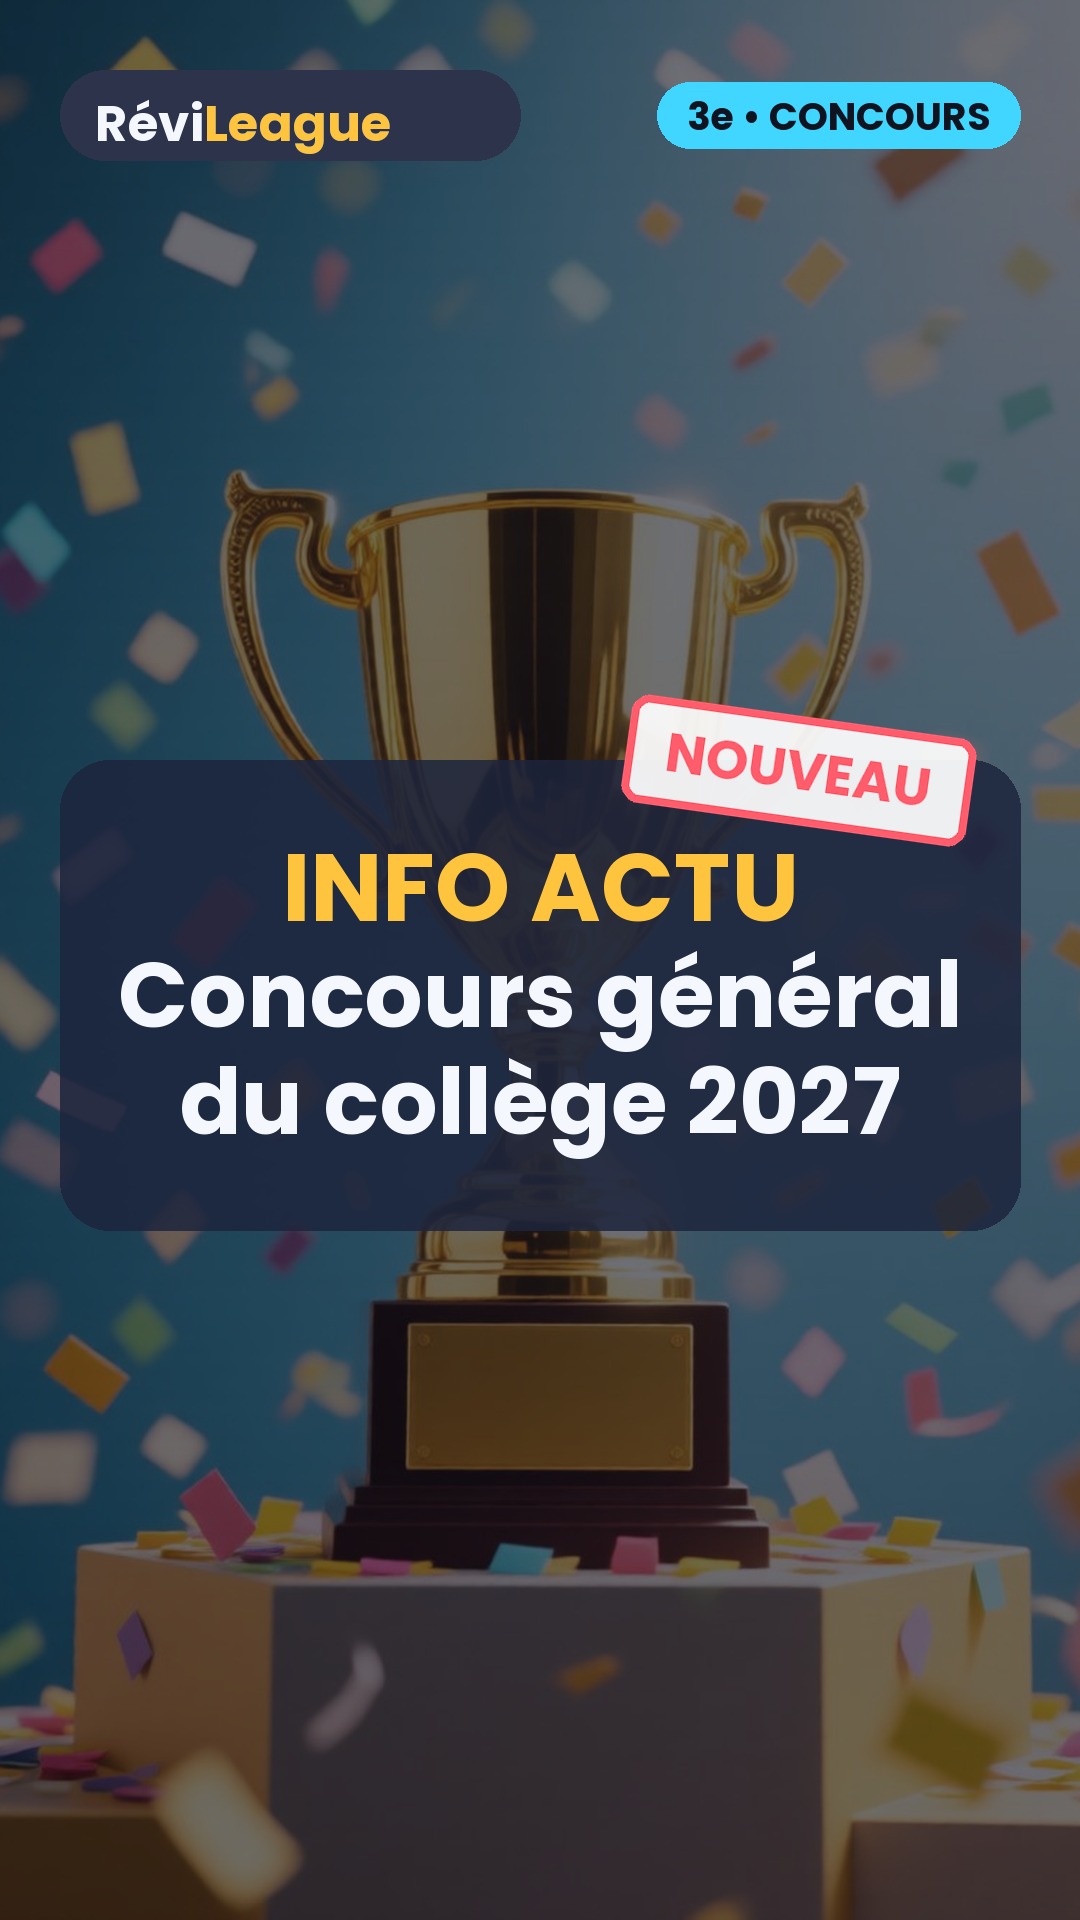 RéviLeague
3e • CONCOURS
NOUVEAU
INFO ACTU
Concours général
du collège 2027